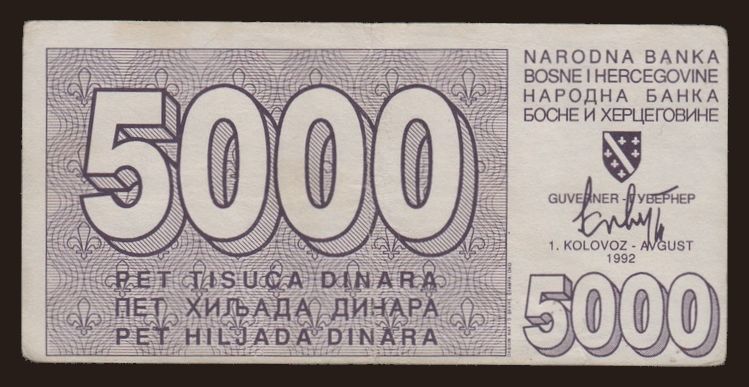 5000
PET TISUĆA DINARA
ПЕТ ХИЉАДА ДИНАРА
PET HILJADA DINARA
NARODNA BANKA
BOSNE I HERCEGOVINE
НАРОДНА БАНКА
БОСНЕ И ХЕРЦЕГОВИНЕ
GUVERNER - ГУВЕРНЕР
1. KOLOVOZ - AVGUST
1992
5000